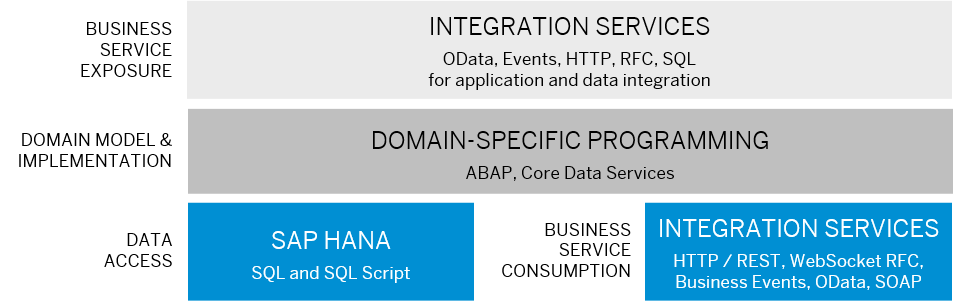 BUSINESS
SERVICE
EXPOSURE
INTEGRATION SERVICES
OData, Events, HTTP, RFC, SQL
for application and data integration
DOMAIN MODEL &
IMPLEMENTATION
DOMAIN-SPECIFIC PROGRAMMING
ABAP, Core Data Services
DATA
ACCESS
SAP HANA
SQL and SQL Script
BUSINESS
SERVICE
CONSUMPTION
INTEGRATION SERVICES
HTTP / REST, WebSocket RFC,
Business Events, OData, SOAP